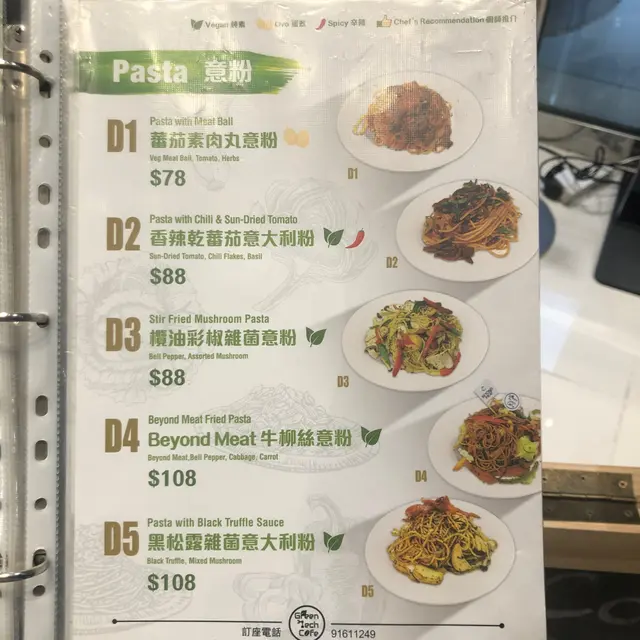 Vegan 純素 Ovo 蛋素 Spicy 辛辣 Chef's Recommendation 廚師推介
Pasta 意粉
D1
Pasta with Meat Ball
蕃茄素肉丸意粉
Veg Meat Ball, Tomato, Herbs
$78
D1
D2
Pasta with Chili & Sun-Dried Tomato
香辣乾蕃茄意大利粉
Sun-Dried Tomato, Chili Flakes, Basil
$88
D2
D3
Stir Fried Mushroom Pasta
欖油彩椒雜菌意粉
Bell Pepper, Assorted Mushroom
$88
D3
D4
Beyond Meat Fried Pasta
Beyond Meat 牛柳絲意粉
Beyond Meat,Bell Pepper, Cabbage, Carrot
$108
D4
D5
Pasta with Black Truffle Sauce
黑松露雜菌意大利粉
Black Truffle, Mixed Mushroom
$108
D5
訂座電話 Green Tech Cafe 91611249